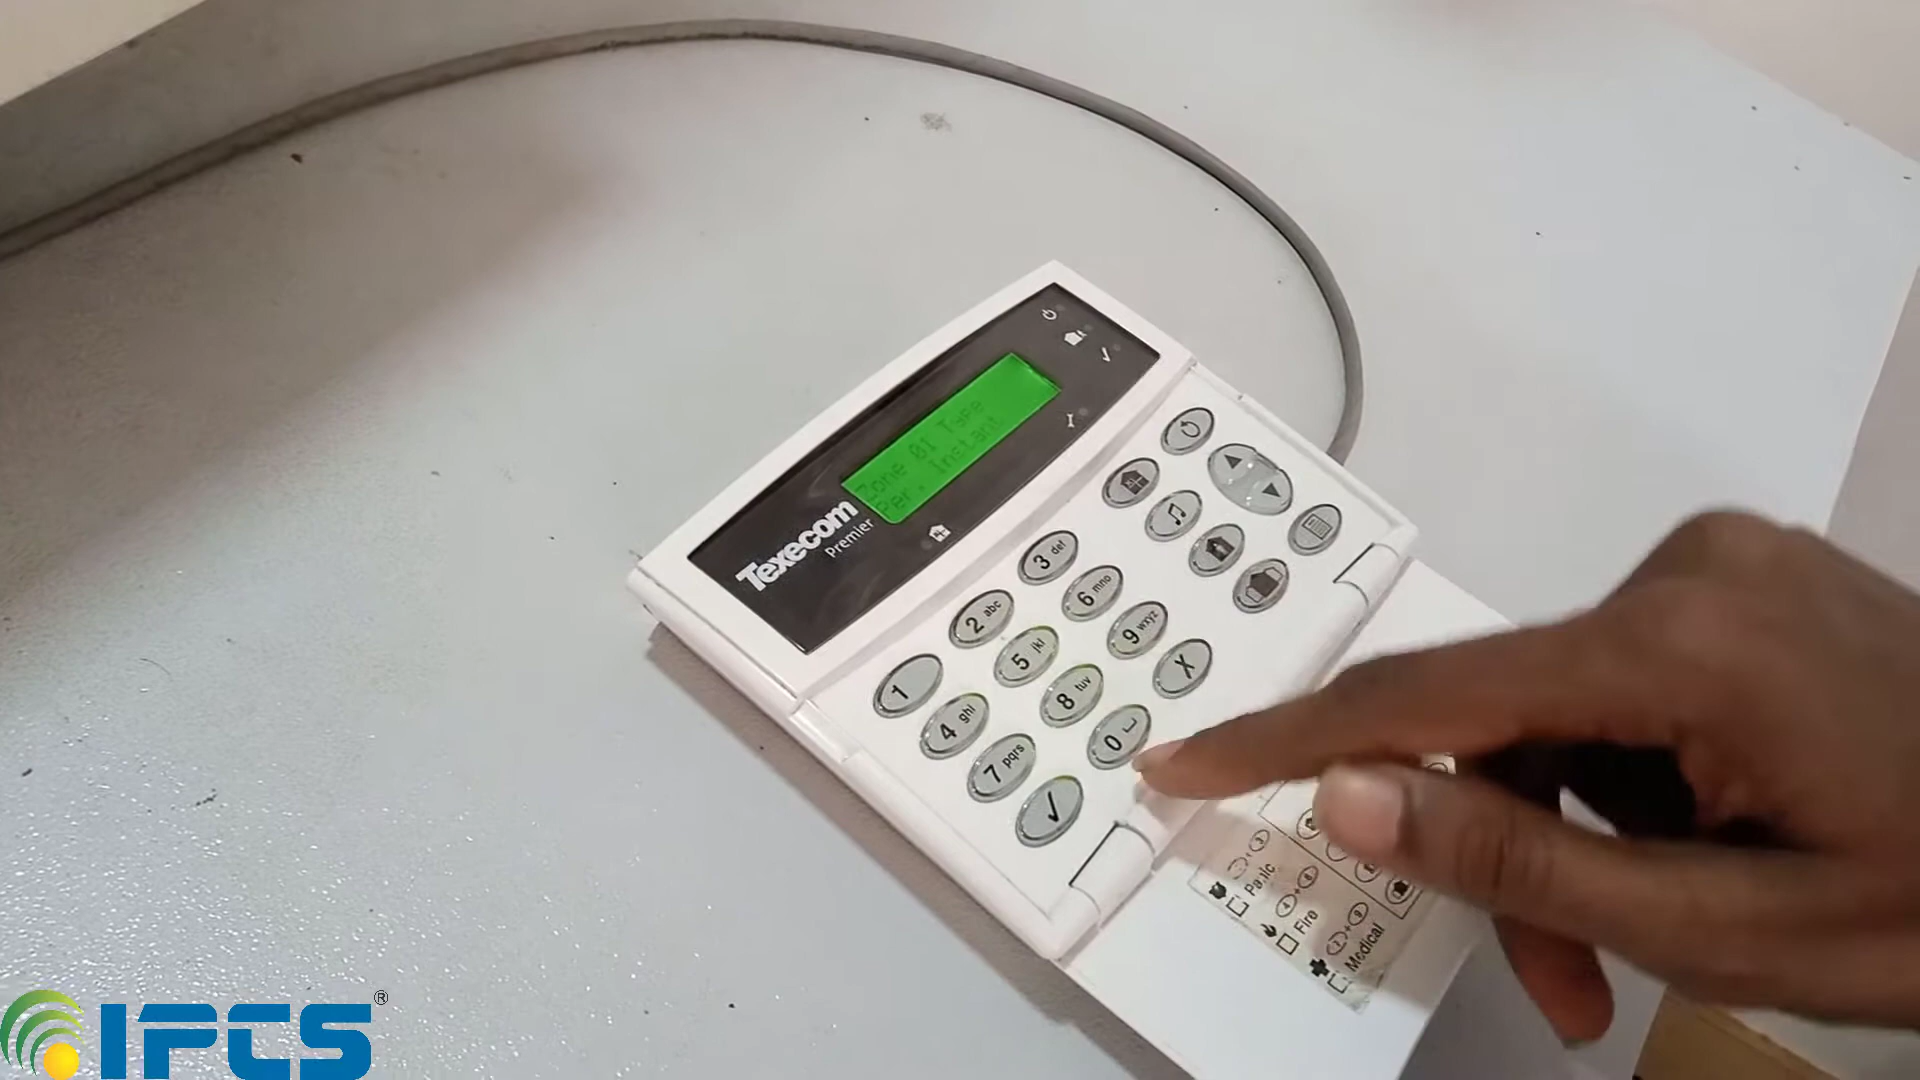 Zone 01 Type
Per. Instant
Texecom
Premier
1
2 abc
3 def
4 ghi
5 jkl
6 mno
7 pqrs
8 tuv
9 wxyz
0
X
Panic
Fire
Medical
IPCS®